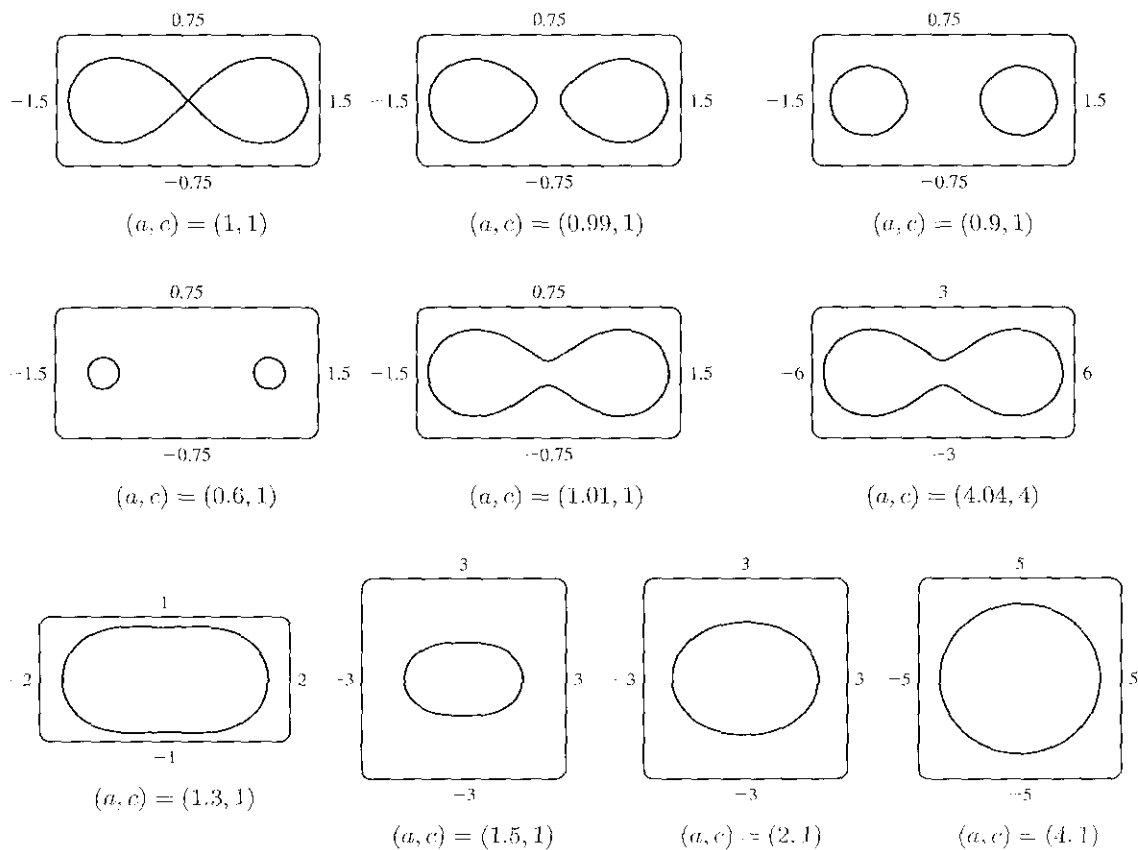 0.75 0.75 0.75
−1.5 1.5 −1.5 1.5 −1.5 1.5
−0.75 −0.75 −0.75
(a, c) = (1, 1) (a, c) = (0.99, 1) (a, c) = (0.9, 1)
0.75 0.75 3
−1.5 1.5 −1.5 1.5 −6 6
−0.75 −0.75 −3
(a, c) = (0.6, 1) (a, c) = (1.01, 1) (a, c) = (4.04, 4)
3 3 5
1
−2 2 −3 3 −3 3 −5 5
−1
−3 −3 −5
(a, c) = (1.3, 1)
(a, c) = (1.5, 1) (a, c) = (2, 1) (a, c) = (4, 1)